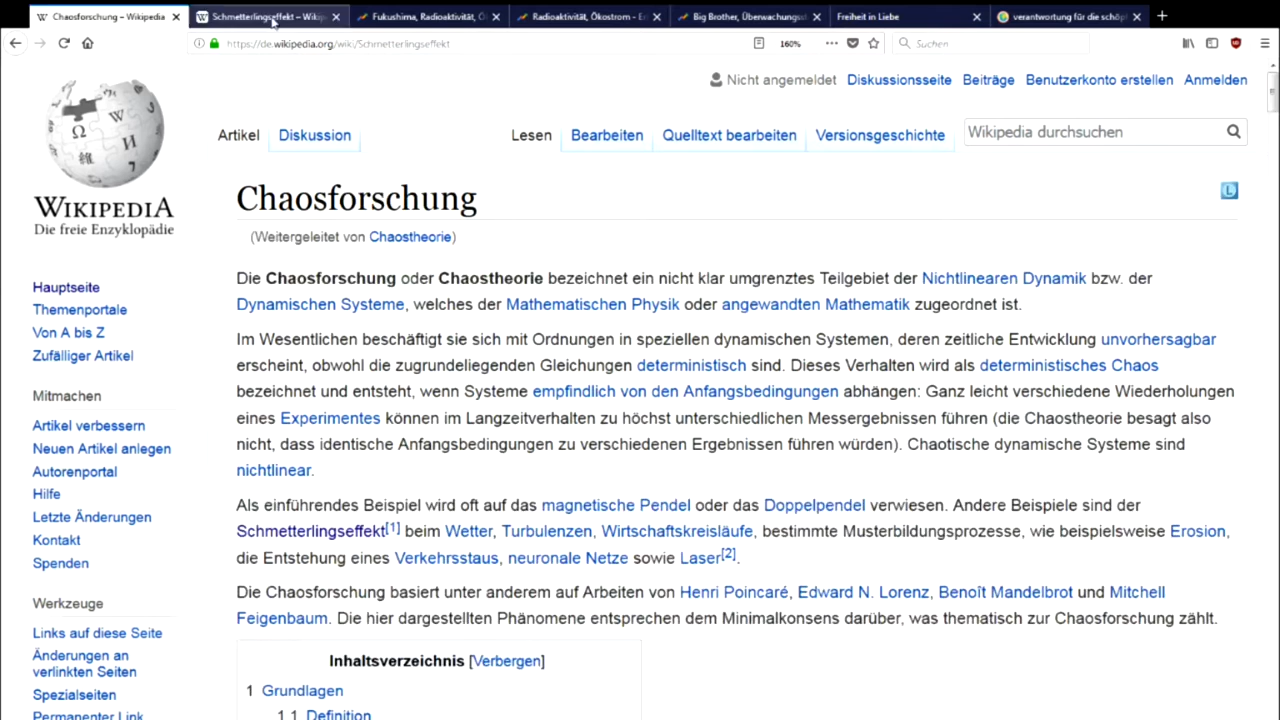 Chaosforschung – Wikipedia
Schmetterlingseffekt – Wikip
Fukushima, Radioaktivität, Ö
Radioaktivität, Ökostrom - E
Big Brother, Überwachungss
Freiheit in Liebe
verantwortung für die schöp
https://de.wikipedia.org/wiki/Schmetterlingseffekt
160%
Suchen
Nicht angemeldet Diskussionsseite Beiträge Benutzerkonto erstellen Anmelden
Artikel Diskussion Lesen Bearbeiten Quelltext bearbeiten Versionsgeschichte Wikipedia durchsuchen
WIKIPEDIA
Die freie Enzyklopädie
Hauptseite
Themenportale
Von A bis Z
Zufälliger Artikel
Mitmachen
Artikel verbessern
Neuen Artikel anlegen
Autorenportal
Hilfe
Letzte Änderungen
Kontakt
Spenden
Werkzeuge
Links auf diese Seite
Änderungen an
verlinkten Seiten
Spezialseiten
Permanenter Link
Chaosforschung
(Weitergeleitet von Chaostheorie)
Die Chaosforschung oder Chaostheorie bezeichnet ein nicht klar umgrenztes Teilgebiet der Nichtlinearen Dynamik bzw. der
Dynamischen Systeme, welches der Mathematischen Physik oder angewandten Mathematik zugeordnet ist.
Im Wesentlichen beschäftigt sie sich mit Ordnungen in speziellen dynamischen Systemen, deren zeitliche Entwicklung unvorhersagbar
erscheint, obwohl die zugrundeliegenden Gleichungen deterministisch sind. Dieses Verhalten wird als deterministisches Chaos
bezeichnet und entsteht, wenn Systeme empfindlich von den Anfangsbedingungen abhängen: Ganz leicht verschiedene Wiederholungen
eines Experimentes können im Langzeitverhalten zu höchst unterschiedlichen Messergebnissen führen (die Chaostheorie besagt also
nicht, dass identische Anfangsbedingungen zu verschiedenen Ergebnissen führen würden). Chaotische dynamische Systeme sind
nichtlinear.
Als einführendes Beispiel wird oft auf das magnetische Pendel oder das Doppelpendel verwiesen. Andere Beispiele sind der
Schmetterlingseffekt[1] beim Wetter, Turbulenzen, Wirtschaftskreisläufe, bestimmte Musterbildungsprozesse, wie beispielsweise Erosion,
die Entstehung eines Verkehrsstaus, neuronale Netze sowie Laser[2].
Die Chaosforschung basiert unter anderem auf Arbeiten von Henri Poincaré, Edward N. Lorenz, Benoît Mandelbrot und Mitchell
Feigenbaum. Die hier dargestellten Phänomene entsprechen dem Minimalkonsens darüber, was thematisch zur Chaosforschung zählt.
Inhaltsverzeichnis [Verbergen]
1 Grundlagen
1.1 Definition